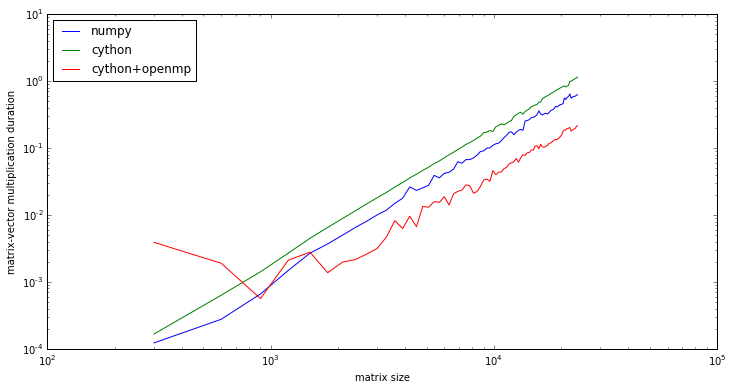 numpy
cython
cython+openmp
10^1
10^0
10^-1
10^-2
10^-3
10^-4
matrix-vector multiplication duration
10^2
10^3
10^4
10^5
matrix size